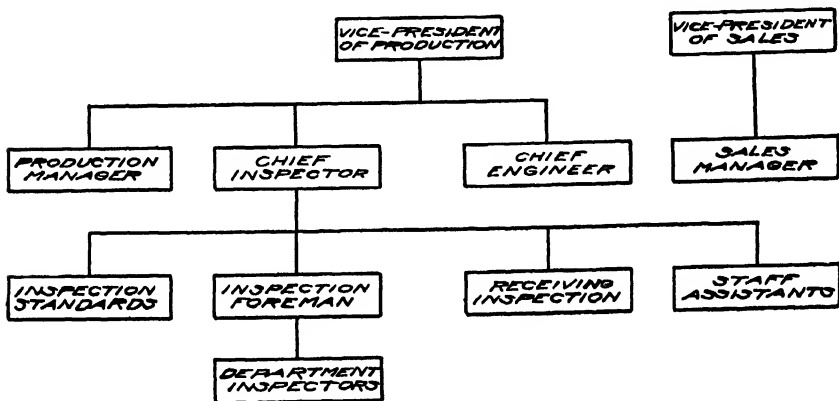 VICE-PRESIDENT
OF PRODUCTION
VICE-PRESIDENT
OF SALES
PRODUCTION
MANAGER
CHIEF
INSPECTOR
CHIEF
ENGINEER
SALES
MANAGER
INSPECTION
STANDARDS
INSPECTION
FOREMAN
RECEIVING
INSPECTION
STAFF
ASSISTANTS
DEPARTMENT
INSPECTORS